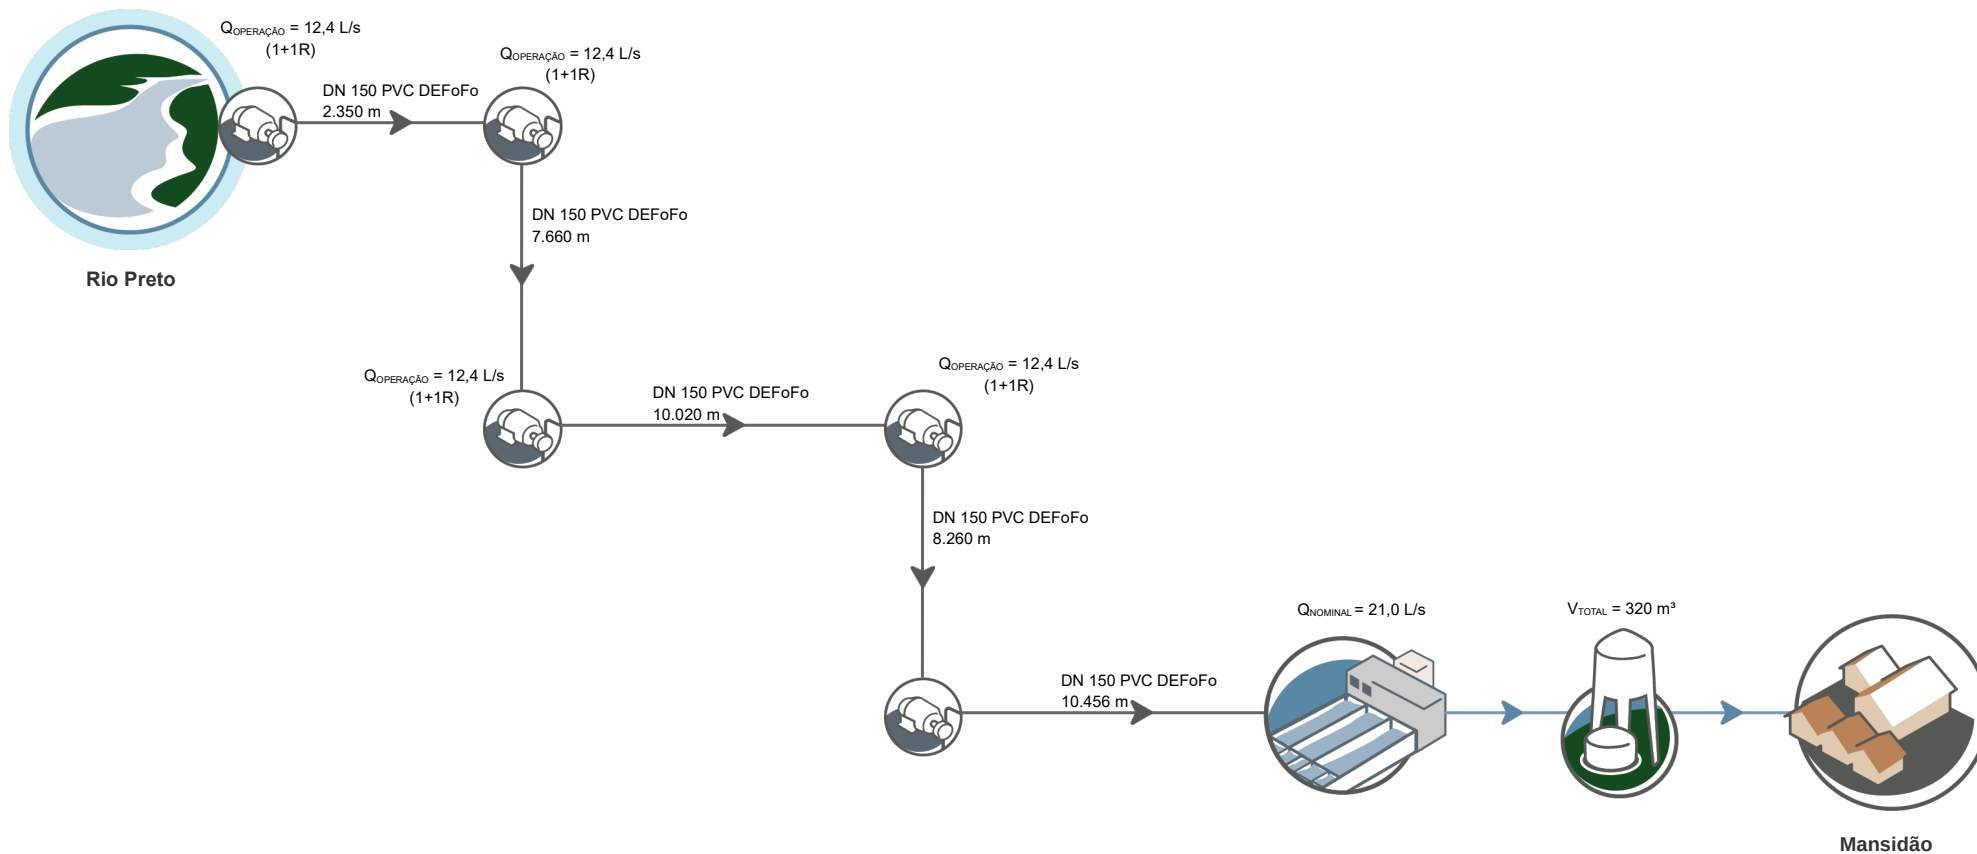 QOPERAÇÃO = 12,4 L/s
(1+1R)
QOPERAÇÃO = 12,4 L/s
(1+1R)
DN 150 PVC DEFoFo
2.350 m
DN 150 PVC DEFoFo
7.660 m
Rio Preto
QOPERAÇÃO = 12,4 L/s
(1+1R)
DN 150 PVC DEFoFo
10.020 m
QOPERAÇÃO = 12,4 L/s
(1+1R)
DN 150 PVC DEFoFo
8.260 m
DN 150 PVC DEFoFo
10.456 m
QNOMINAL = 21,0 L/s
VTOTAL = 320 m³
Mansidão